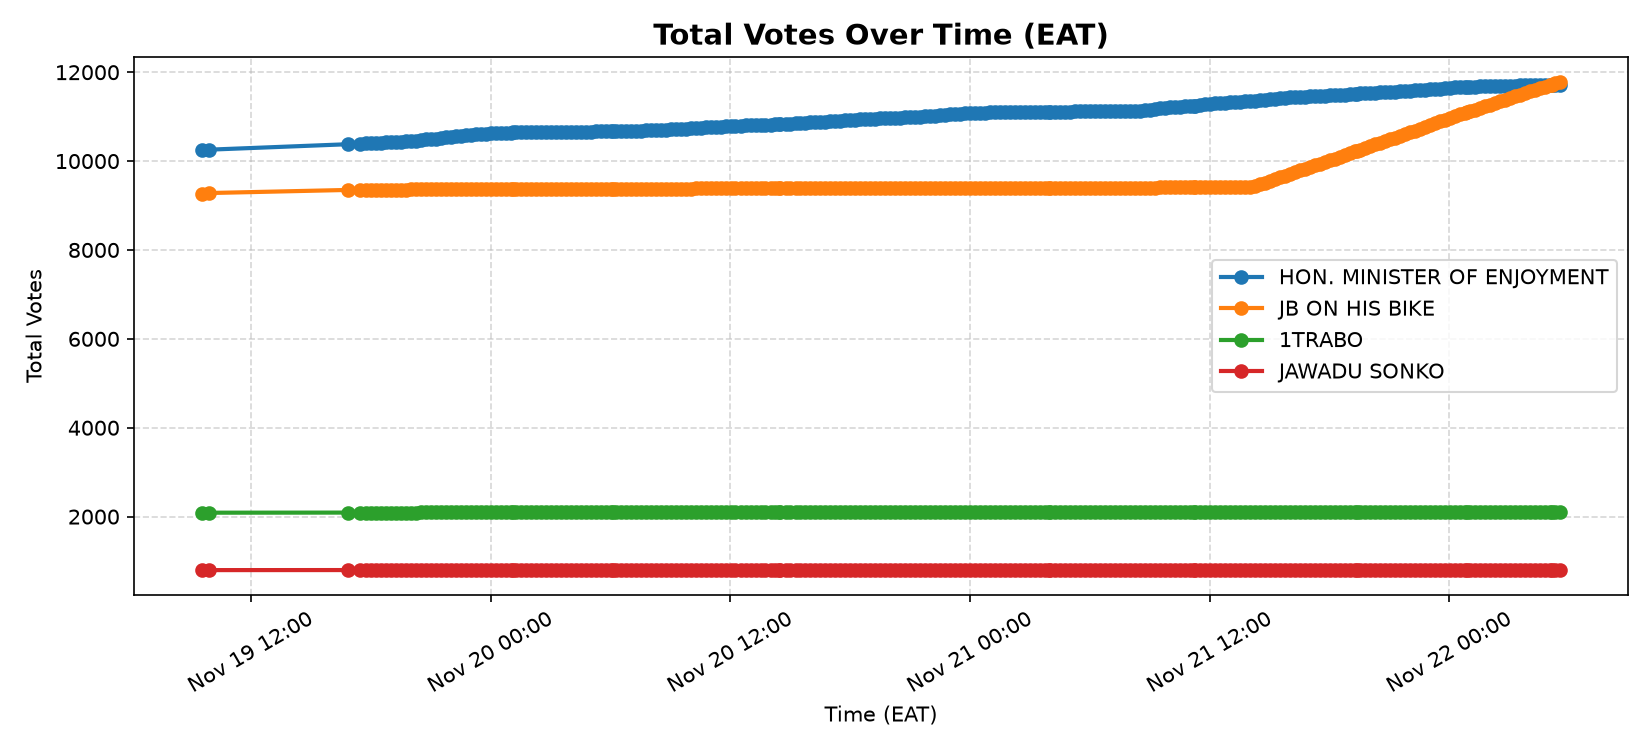 Total Votes Over Time (EAT)
Total Votes
12000
10000
8000
6000
4000
2000
HON. MINISTER OF ENJOYMENT
JB ON HIS BIKE
1TRABO
JAWADU SONKO
Nov 19 12:00
Nov 20 00:00
Nov 20 12:00
Nov 21 00:00
Nov 21 12:00
Nov 22 00:00
Time (EAT)